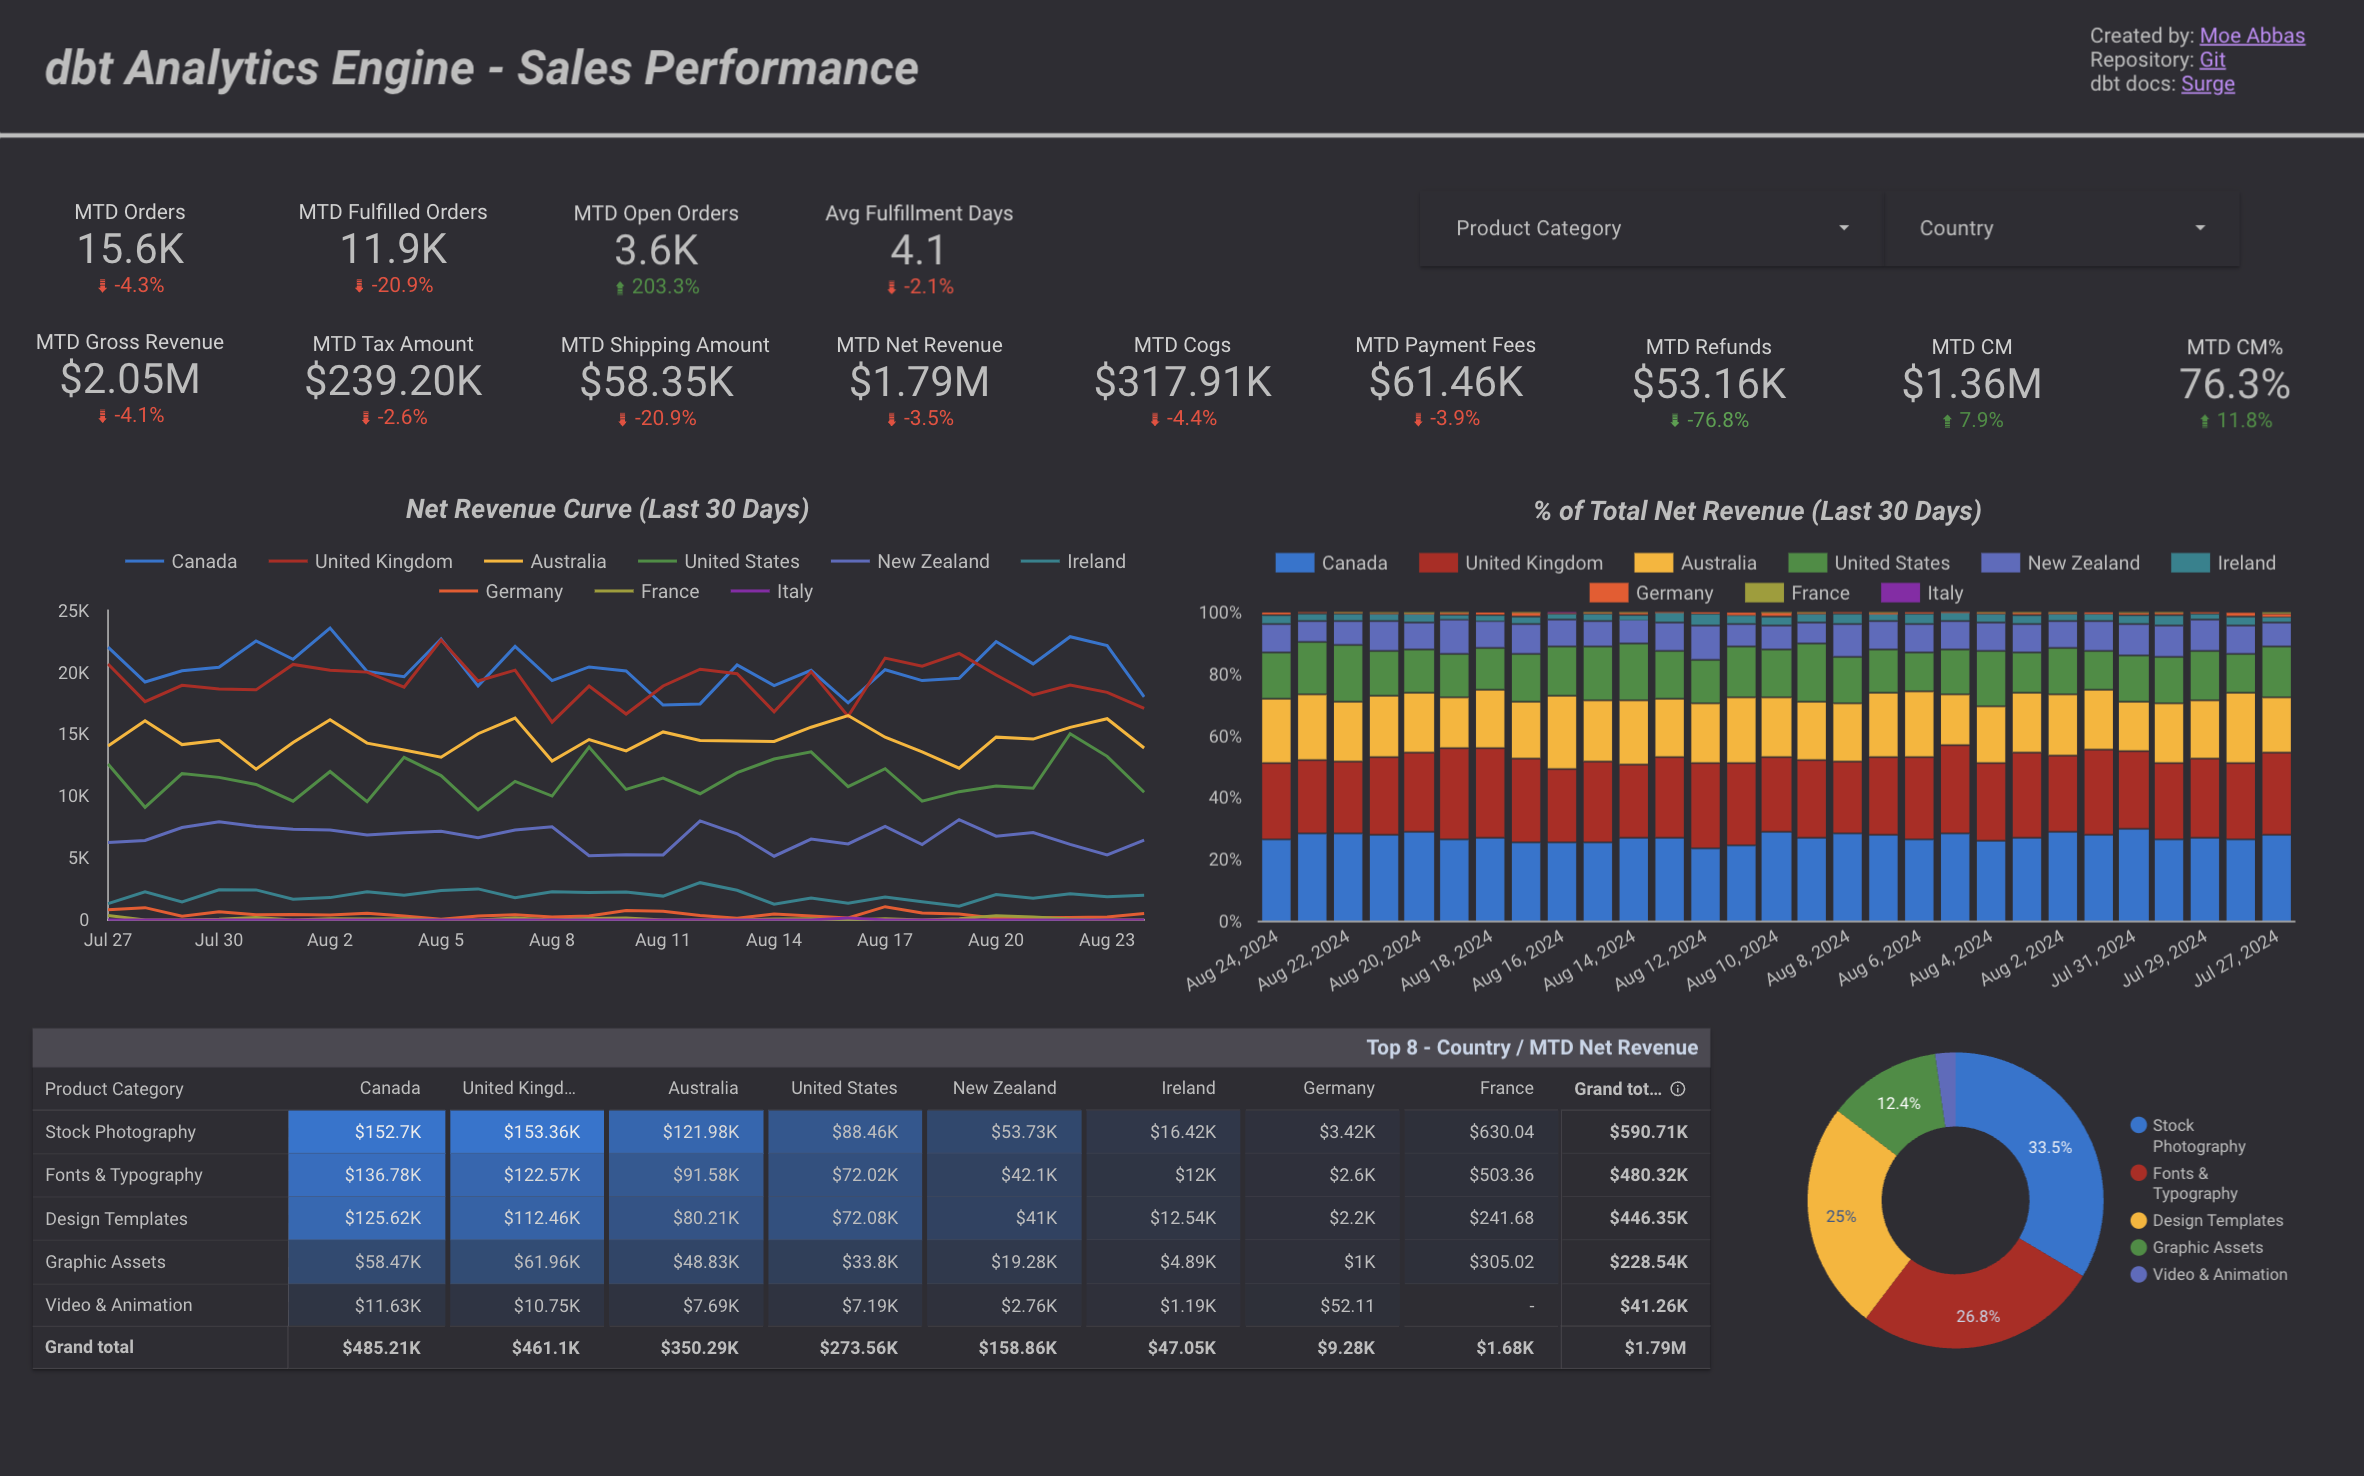 dbt Analytics Engine - Sales Performance
Created by: Moe Abbas
Repository: Git
dbt docs: Surge
MTD Orders
15.6K
-4.3%
MTD Fulfilled Orders
11.9K
-20.9%
MTD Open Orders
3.6K
203.3%
Avg Fulfillment Days
4.1
-2.1%
Product Category
Country
MTD Gross Revenue
$2.05M
-4.1%
MTD Tax Amount
$239.20K
-2.6%
MTD Shipping Amount
$58.35K
-20.9%
MTD Net Revenue
$1.79M
-3.5%
MTD Cogs
$317.91K
-4.4%
MTD Payment Fees
$61.46K
-3.9%
MTD Refunds
$53.16K
-76.8%
MTD CM
$1.36M
7.9%
MTD CM%
76.3%
11.8%
Net Revenue Curve (Last 30 Days)
Canada United Kingdom Australia United States New Zealand Ireland
Germany France Italy
25K
20K
15K
10K
5K
0
Jul 27 Jul 30 Aug 2 Aug 5 Aug 8 Aug 11 Aug 14 Aug 17 Aug 20 Aug 23
% of Total Net Revenue (Last 30 Days)
Canada United Kingdom Australia United States New Zealand Ireland
Germany France Italy
100%
80%
60%
40%
20%
0%
Aug 24, 2024 Aug 22, 2024 Aug 20, 2024 Aug 18, 2024 Aug 16, 2024 Aug 14, 2024 Aug 12, 2024 Aug 10, 2024 Aug 8, 2024 Aug 6, 2024 Aug 4, 2024 Aug 2, 2024 Jul 31, 2024 Jul 29, 2024 Jul 27, 2024
Top 8 - Country / MTD Net Revenue
Product Category Canada United Kingd... Australia United States New Zealand Ireland Germany France Grand tot...
Stock Photography $152.7K $153.36K $121.98K $88.46K $53.73K $16.42K $3.42K $630.04 $590.71K
Fonts & Typography $136.78K $122.57K $91.58K $72.02K $42.1K $12K $2.6K $503.36 $480.32K
Design Templates $125.62K $112.46K $80.21K $72.08K $41K $12.54K $2.2K $241.68 $446.35K
Graphic Assets $58.47K $61.96K $48.83K $33.8K $19.28K $4.89K $1K $305.02 $228.54K
Video & Animation $11.63K $10.75K $7.69K $7.19K $2.76K $1.19K $52.11 - $41.26K
Grand total $485.21K $461.1K $350.29K $273.56K $158.86K $47.05K $9.28K $1.68K $1.79M
12.4%
33.5%
25%
26.8%
Stock
Photography
Fonts &
Typography
Design Templates
Graphic Assets
Video & Animation